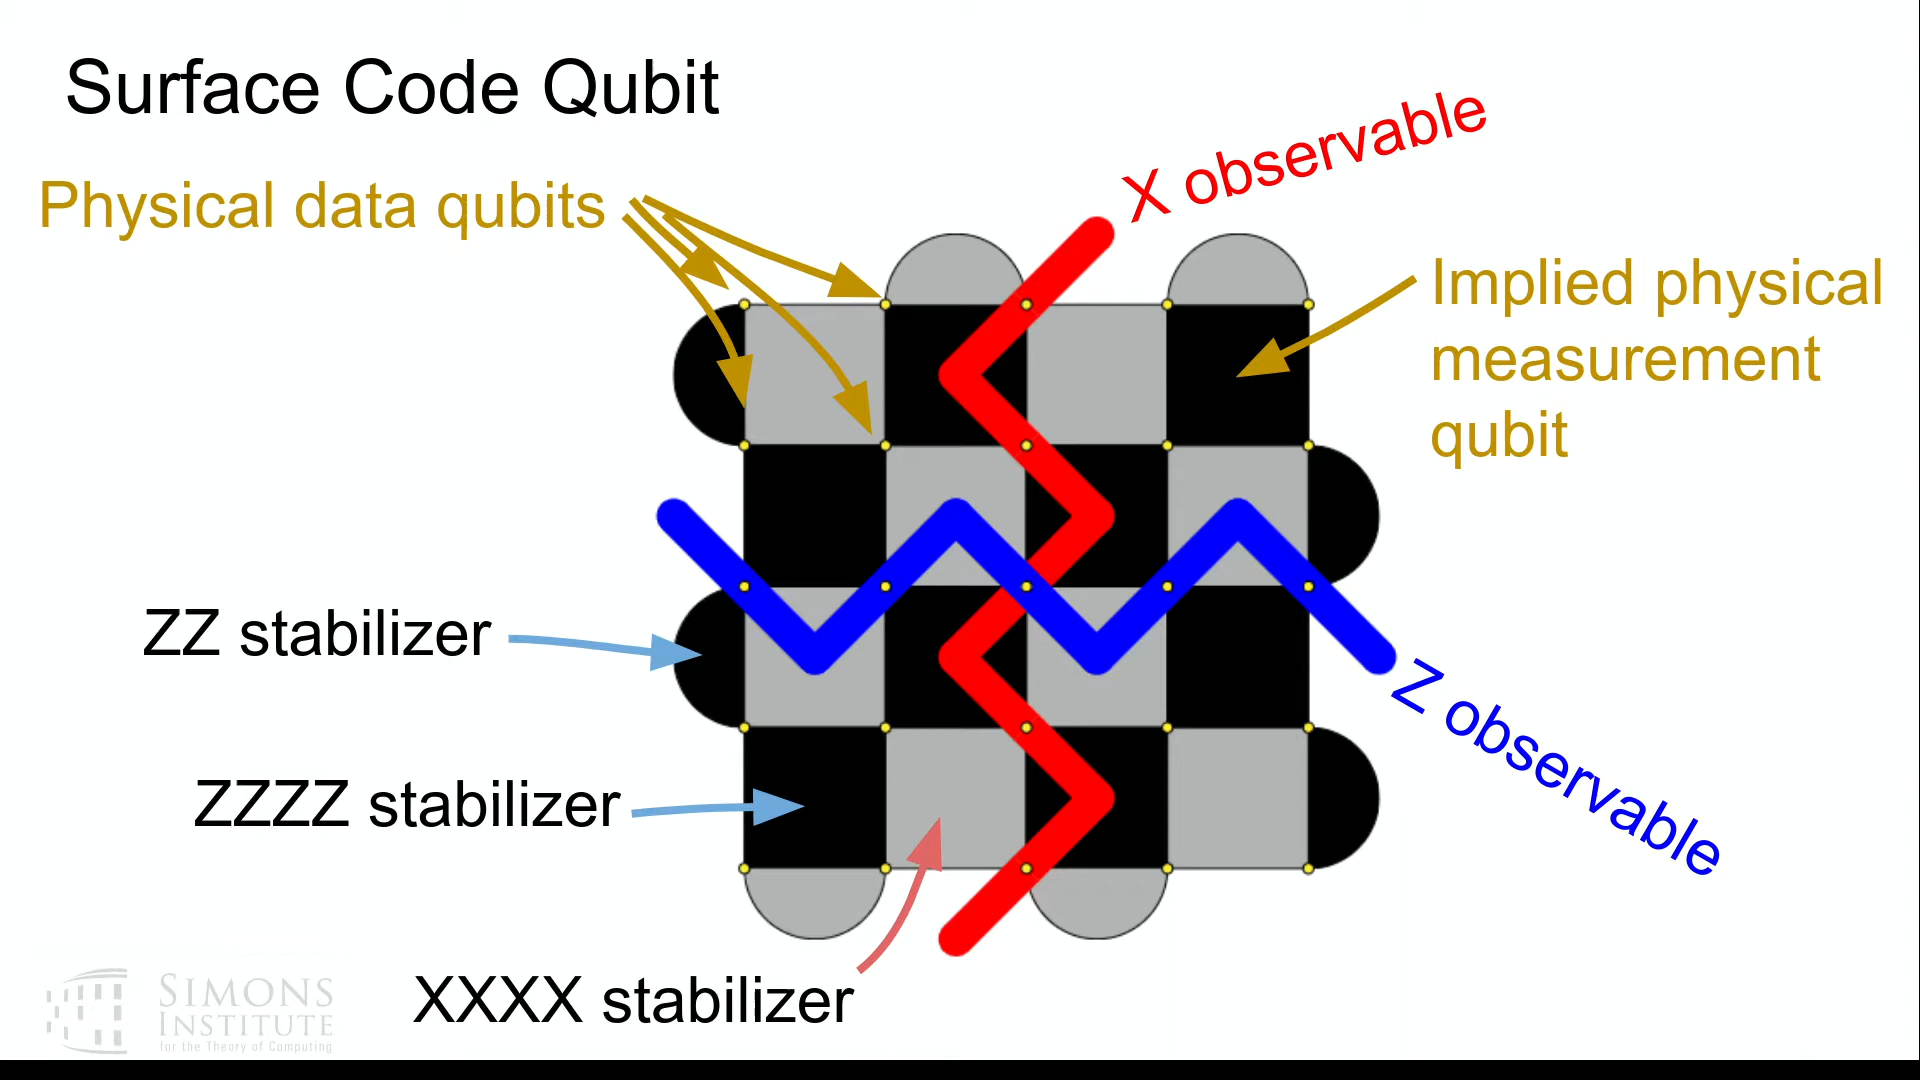 Surface Code Qubit
X observable
Physical data qubits
Implied physical
measurement
qubit
ZZ stabilizer
Z observable
ZZZZ stabilizer
XXXX stabilizer
SIMONS
INSTITUTE
for the Theory of Computing